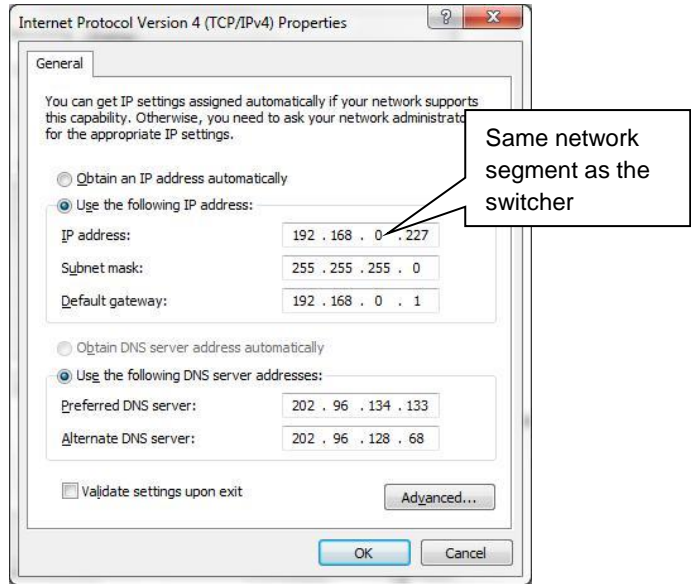 Internet Protocol Version 4 (TCP/IPv4) Properties
General
You can get IP settings assigned automatically if your network supports
this capability. Otherwise, you need to ask your network administrato
for the appropriate IP settings.
Obtain an IP address automatically
Use the following IP address:
IP address: 192 . 168 . 0 . 227
Subnet mask: 255 . 255 . 255 . 0
Default gateway: 192 . 168 . 0 . 1
Obtain DNS server address automatically
Use the following DNS server addresses:
Preferred DNS server: 202 . 96 . 134 . 133
Alternate DNS server: 202 . 96 . 128 . 68
Validate settings upon exit
Advanced...
OK Cancel
Same network
segment as the
switcher